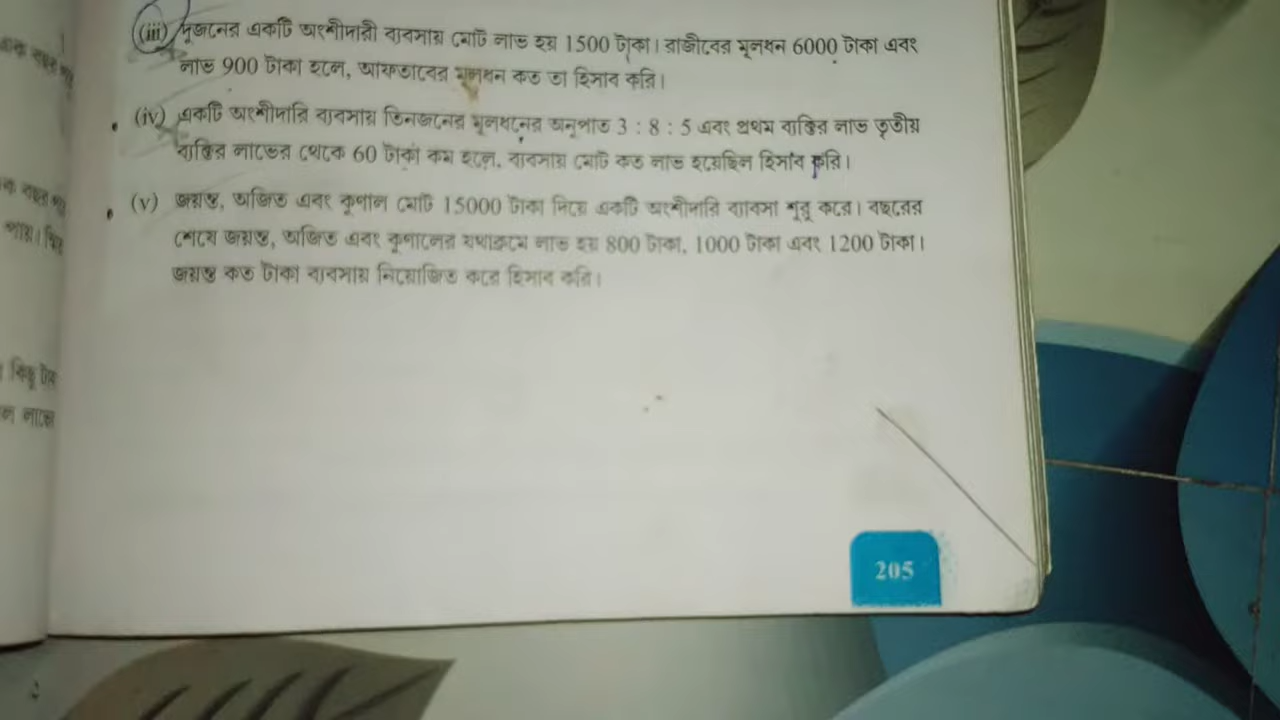 (iii) দুজনের একটি অংশীদারী ব্যবসায় মোট লাভ হয় 1500 টাকা। রাজীবের মূলধন 6000 টাকা এবং
লাভ 900 টাকা হলে, আফতাবের মূলধন কত তা হিসাব করি।
(iv) একটি অংশীদারি ব্যবসায় তিনজনের মূলধনের অনুপাত 3 : 8 : 5 এবং প্রথম ব্যক্তির লাভ তৃতীয়
ব্যক্তির লাভের থেকে 60 টাকা কম হলে, ব্যবসায় মোট কত লাভ হয়েছিল হিসাব করি।
(v) জয়ন্ত, অজিত এবং কুণাল মোট 15000 টাকা দিয়ে একটি অংশীদারি ব্যাবসা শুরু করে। বছরের
শেষে জয়ন্ত, অজিত এবং কুণালের যথাক্রমে লাভ হয় 800 টাকা, 1000 টাকা এবং 1200 টাকা।
জয়ন্ত কত টাকা ব্যবসায় নিয়োজিত করে হিসাব করি।
কিছু
205